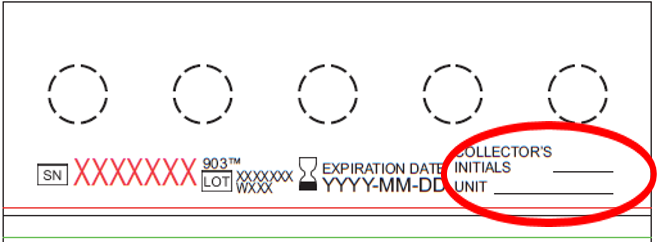 SN XXXXXXX
903™
LOT XXXXXXX
WXXX
EXPIRATION DATE
YYYY-MM-DD
COLLECTOR'S
INITIALS
UNIT